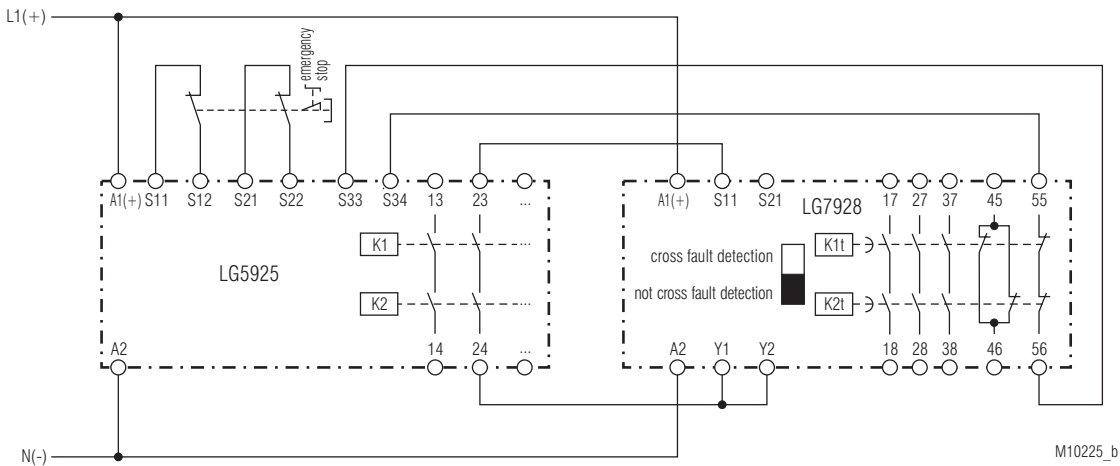 L1(+)
emergency
stop
A1(+) S11 S12 S21 S22 S33 S34 13 23 ...
A1(+) S11 S21 17 27 37 45 55
LG7928
K1 ...
K1t
cross fault detection
LG5925
not cross fault detection
K2 ...
K2t
A2 14 24 ...
A2 Y1 Y2 18 28 38 46 56
N(-)
M10225_b